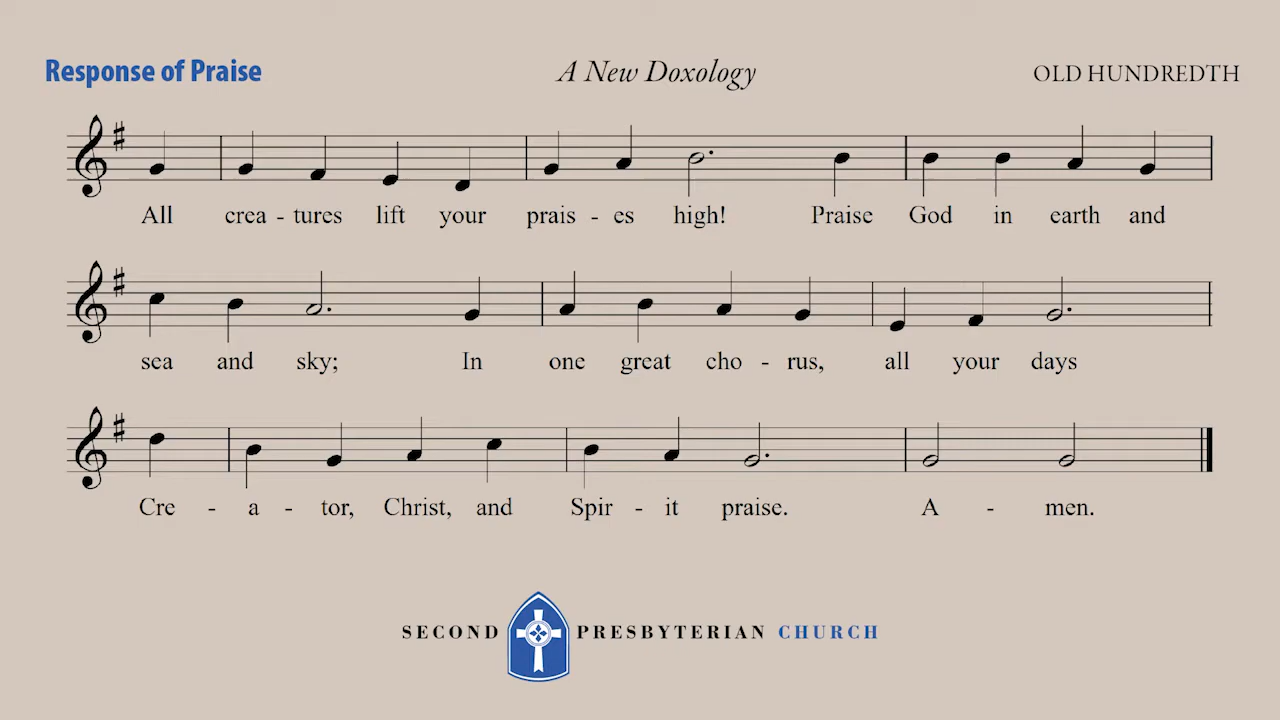 Response of Praise A New Doxology OLD HUNDREDTH
All crea - tures lift your prais - es high! Praise God in earth and
sea and sky; In one great cho - rus, all your days
Cre - a - tor, Christ, and Spir - it praise. A - men.
SECOND PRESBYTERIAN CHURCH